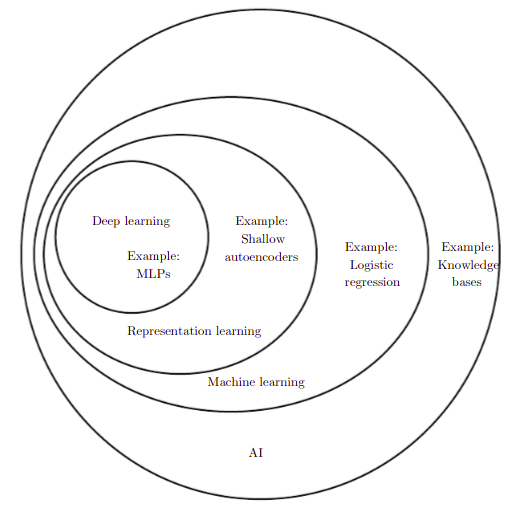 Deep learning
Example:
MLPs
Example:
Shallow
autoencoders
Example:
Logistic
regression
Example:
Knowledge
bases
Representation learning
Machine learning
AI